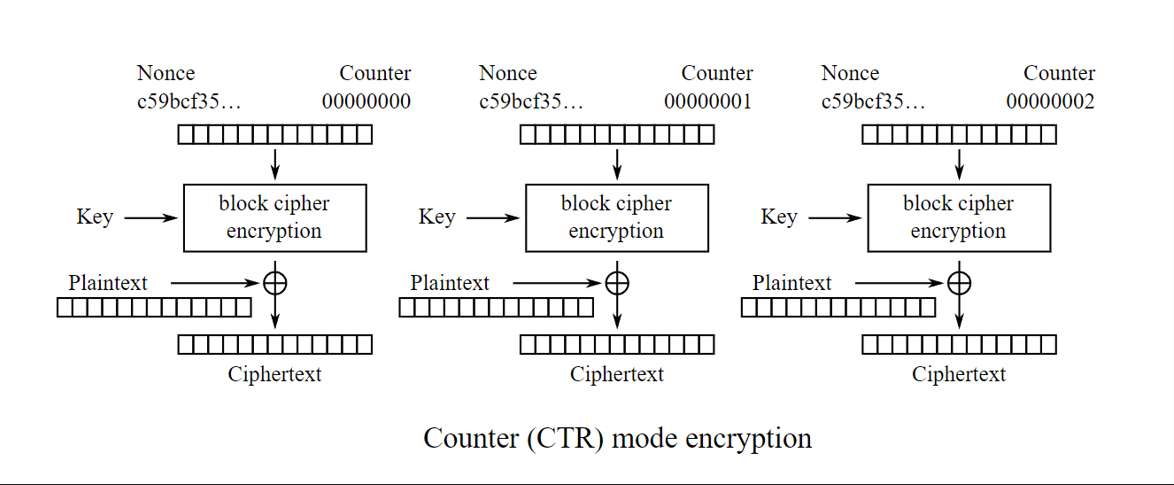 Nonce Counter Nonce Counter Nonce Counter
c59bcf35… 00000000 c59bcf35… 00000001 c59bcf35… 00000002
block cipher block cipher block cipher
Key Key Key
encryption encryption encryption
Plaintext Plaintext Plaintext
Ciphertext Ciphertext Ciphertext
Counter (CTR) mode encryption